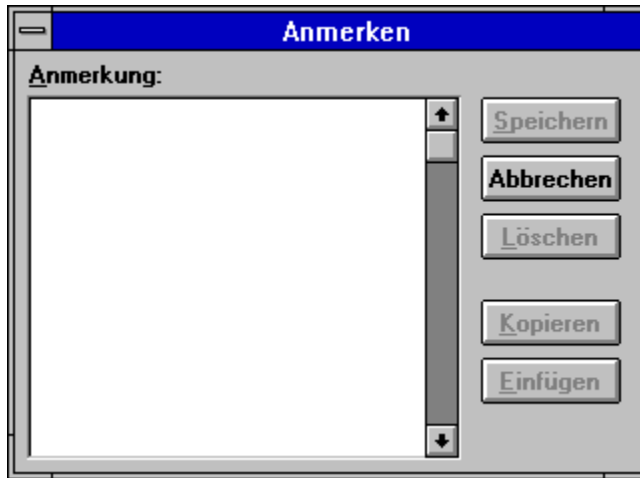 Anmerken
Anmerkung:
Speichern
Abbrechen
Löschen
Kopieren
Einfügen